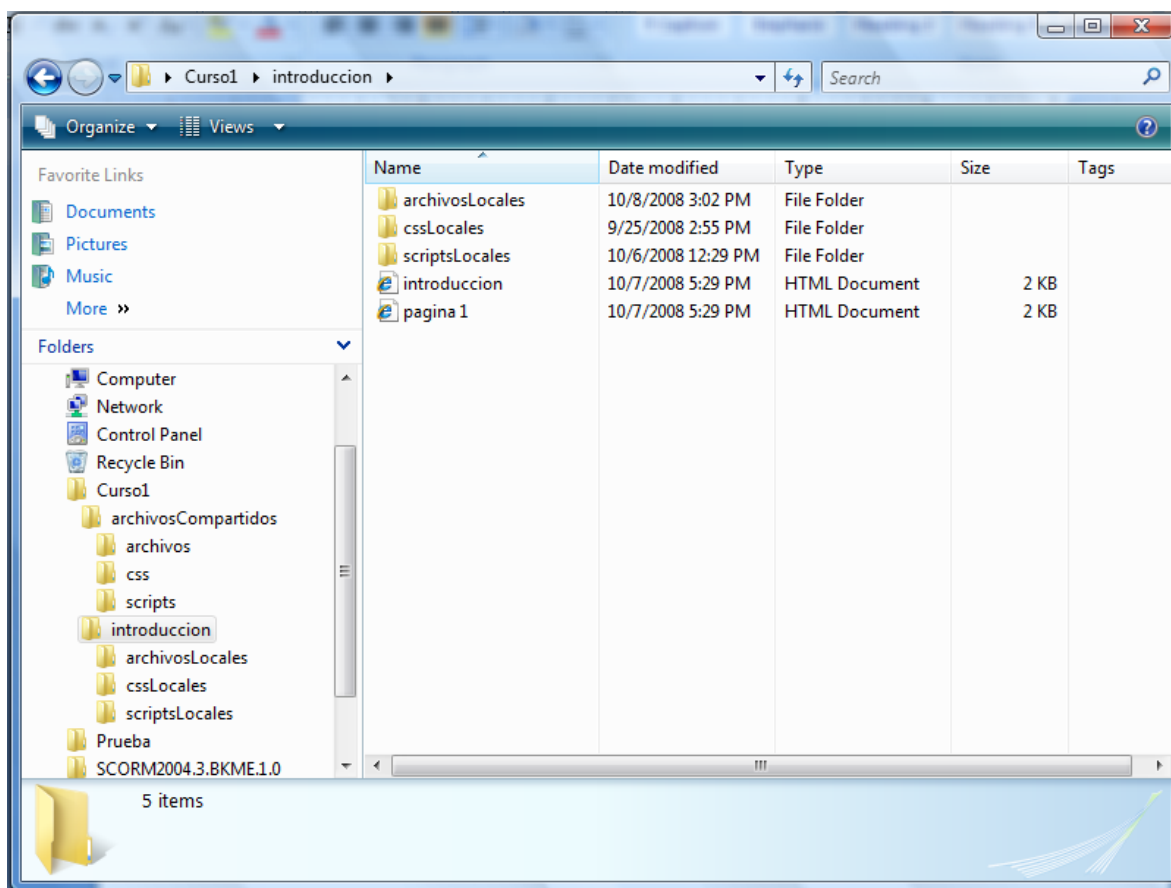 Curso1 introduccion
Search
Organize Views
Favorite Links
Documents
Pictures
Music
More »
Folders
Computer
Network
Control Panel
Recycle Bin
Curso1
archivosCompartidos
archivos
css
scripts
introduccion
archivosLocales
cssLocales
scriptsLocales
Prueba
SCORM2004.3.BKME.1.0
Name Date modified Type Size Tags
archivosLocales 10/8/2008 3:02 PM File Folder
cssLocales 9/25/2008 2:55 PM File Folder
scriptsLocales 10/6/2008 12:29 PM File Folder
introduccion 10/7/2008 5:29 PM HTML Document 2 KB
pagina 1 10/7/2008 5:29 PM HTML Document 2 KB
5 items